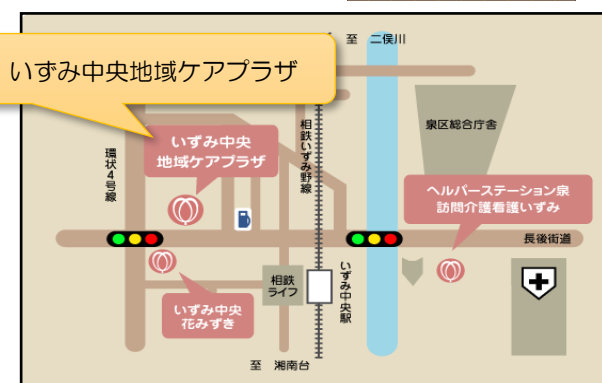 至 二俣川
いずみ中央地域ケアプラザ
泉区総合庁舎
いずみ中央
地域ケアプラザ
相鉄いずみ野線
環状4号線
ヘルパーステーション泉
訪問介護看護いずみ
長後街道
相鉄
ライフ
いずみ中央駅
いずみ中央
花みずき
至 湘南台